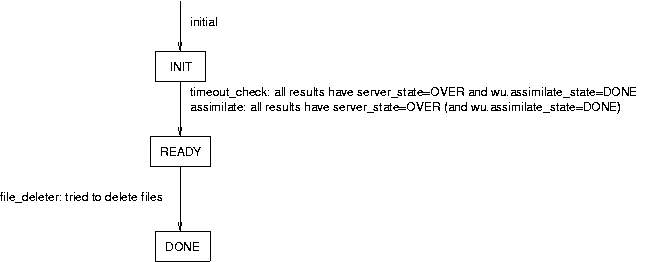 initial
INIT
timeout_check: all results have server_state=OVER and wu.assimilate_state=DONE
assimilate: all results have server_state=OVER (and wu.assimilate_state=DONE)
READY
file_deleter: tried to delete files
DONE